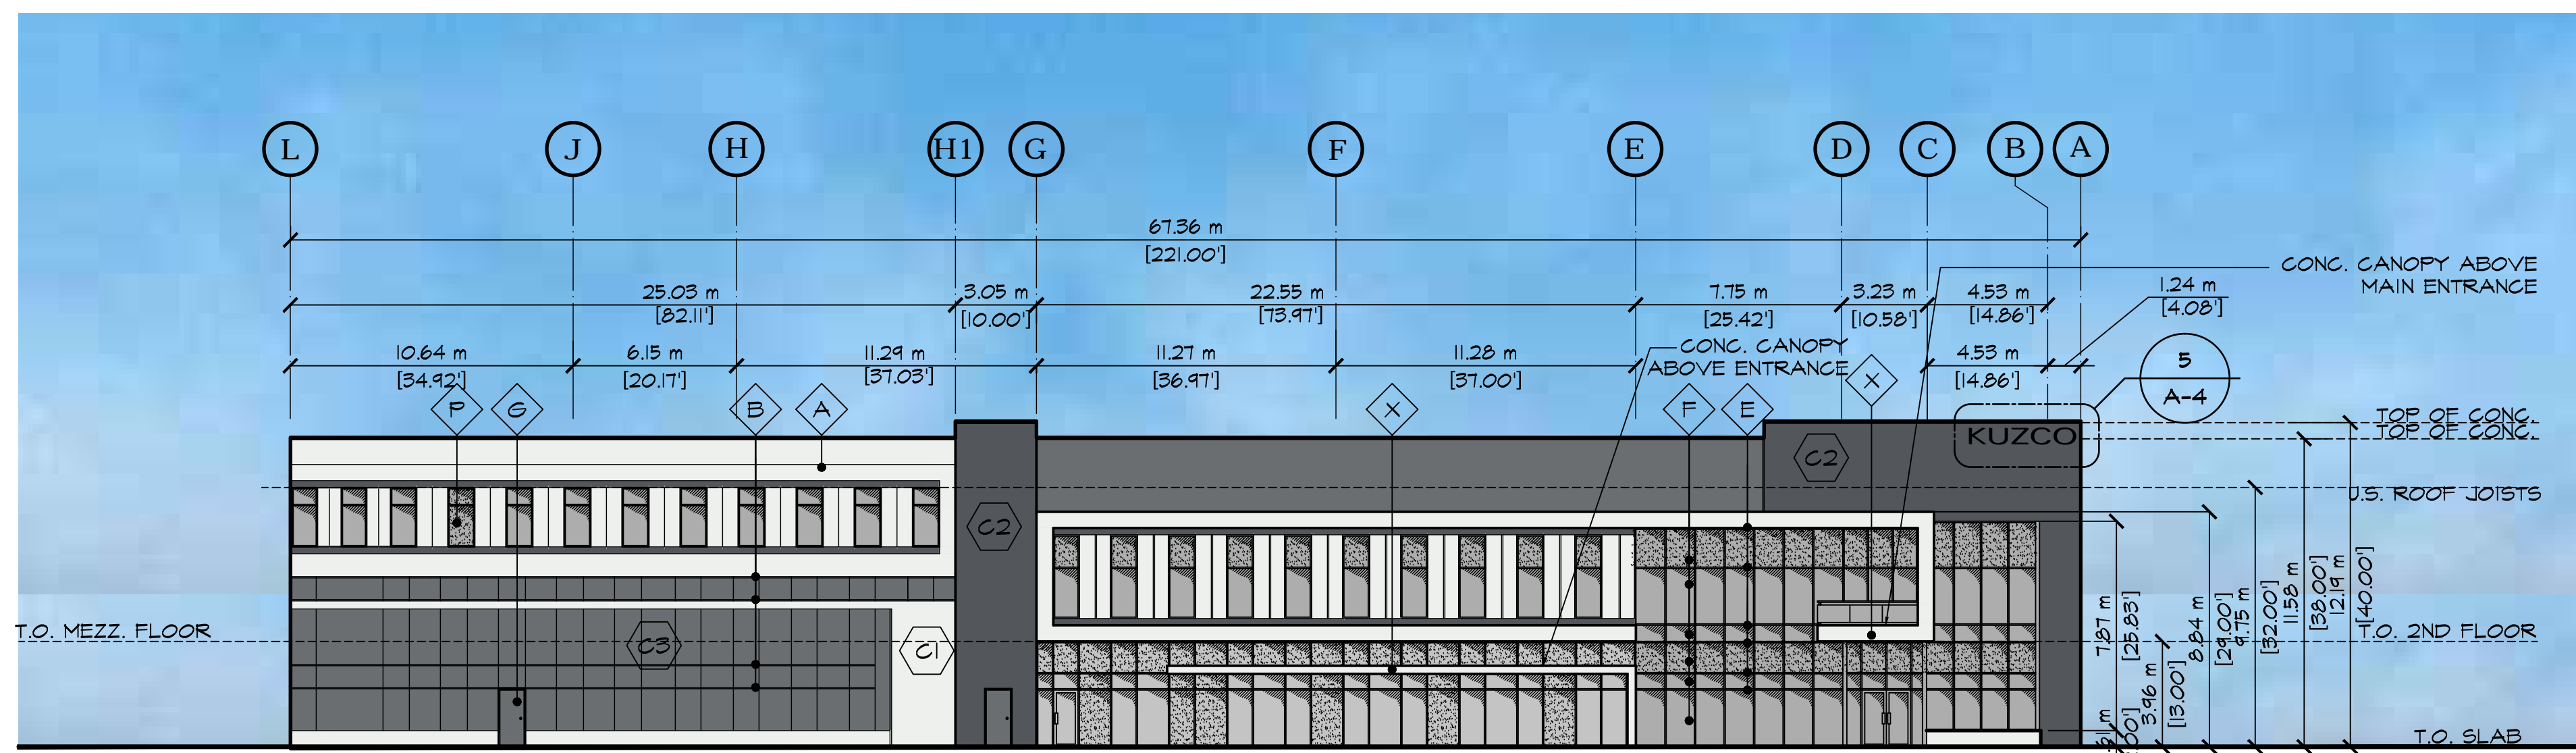 L J H H1 G F E D C B A
67.36 m
[221.00']
CONC. CANOPY ABOVE
MAIN ENTRANCE
25.03 m 3.05 m 22.55 m 7.75 m 3.23 m 4.53 m 1.24 m
[82.11'] [10.00'] [73.97'] [25.42'] [10.58'] [14.86'] [4.08']
10.64 m 6.15 m 11.29 m 11.27 m 11.28 m 4.53 m
[34.92'] [20.17'] [37.03'] [36.97'] [37.00'] [14.86']
CONC. CANOPY
ABOVE ENTRANCE
5
A-4
P G B A X F E X
TOP OF CONC.
TOP OF CONC.
KUZCO
C2
C2
U.S. ROOF JOISTS
T.O. MEZZ. FLOOR
C3
C1
T.O. 2ND FLOOR
7.87 m
[25.83']
3.96 m
[13.00']
8.84 m
[29.00']
9.75 m
[32.00']
11.58 m
[38.00']
12.19 m
[40.00']
T.O. SLAB